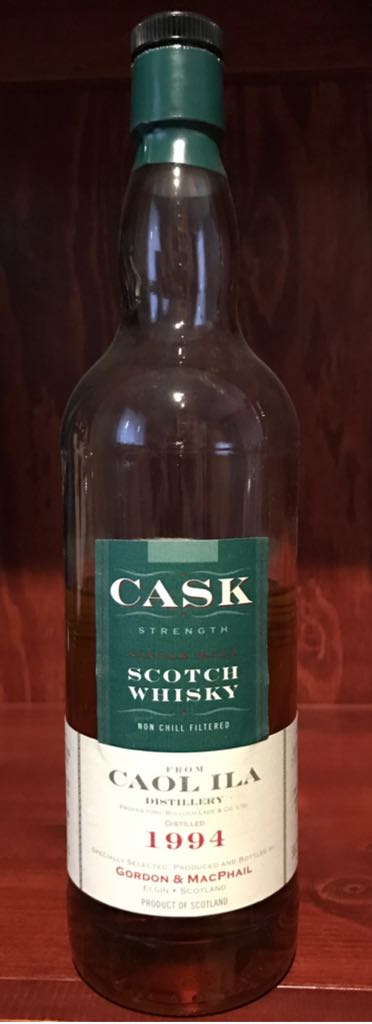 CASK
STRENGTH
SINGLE MALT
SCOTCH
WHISKY
NON CHILL FILTERED
FROM
CAOL ILA
DISTILLERY
PROPRIETORS: BULLOCH LADE & CO. LTD.
DISTILLED
1994
SPECIALLY SELECTED, PRODUCED AND BOTTLED BY
GORDON & MACPHAIL
ELGIN • SCOTLAND
PRODUCT OF SCOTLAND